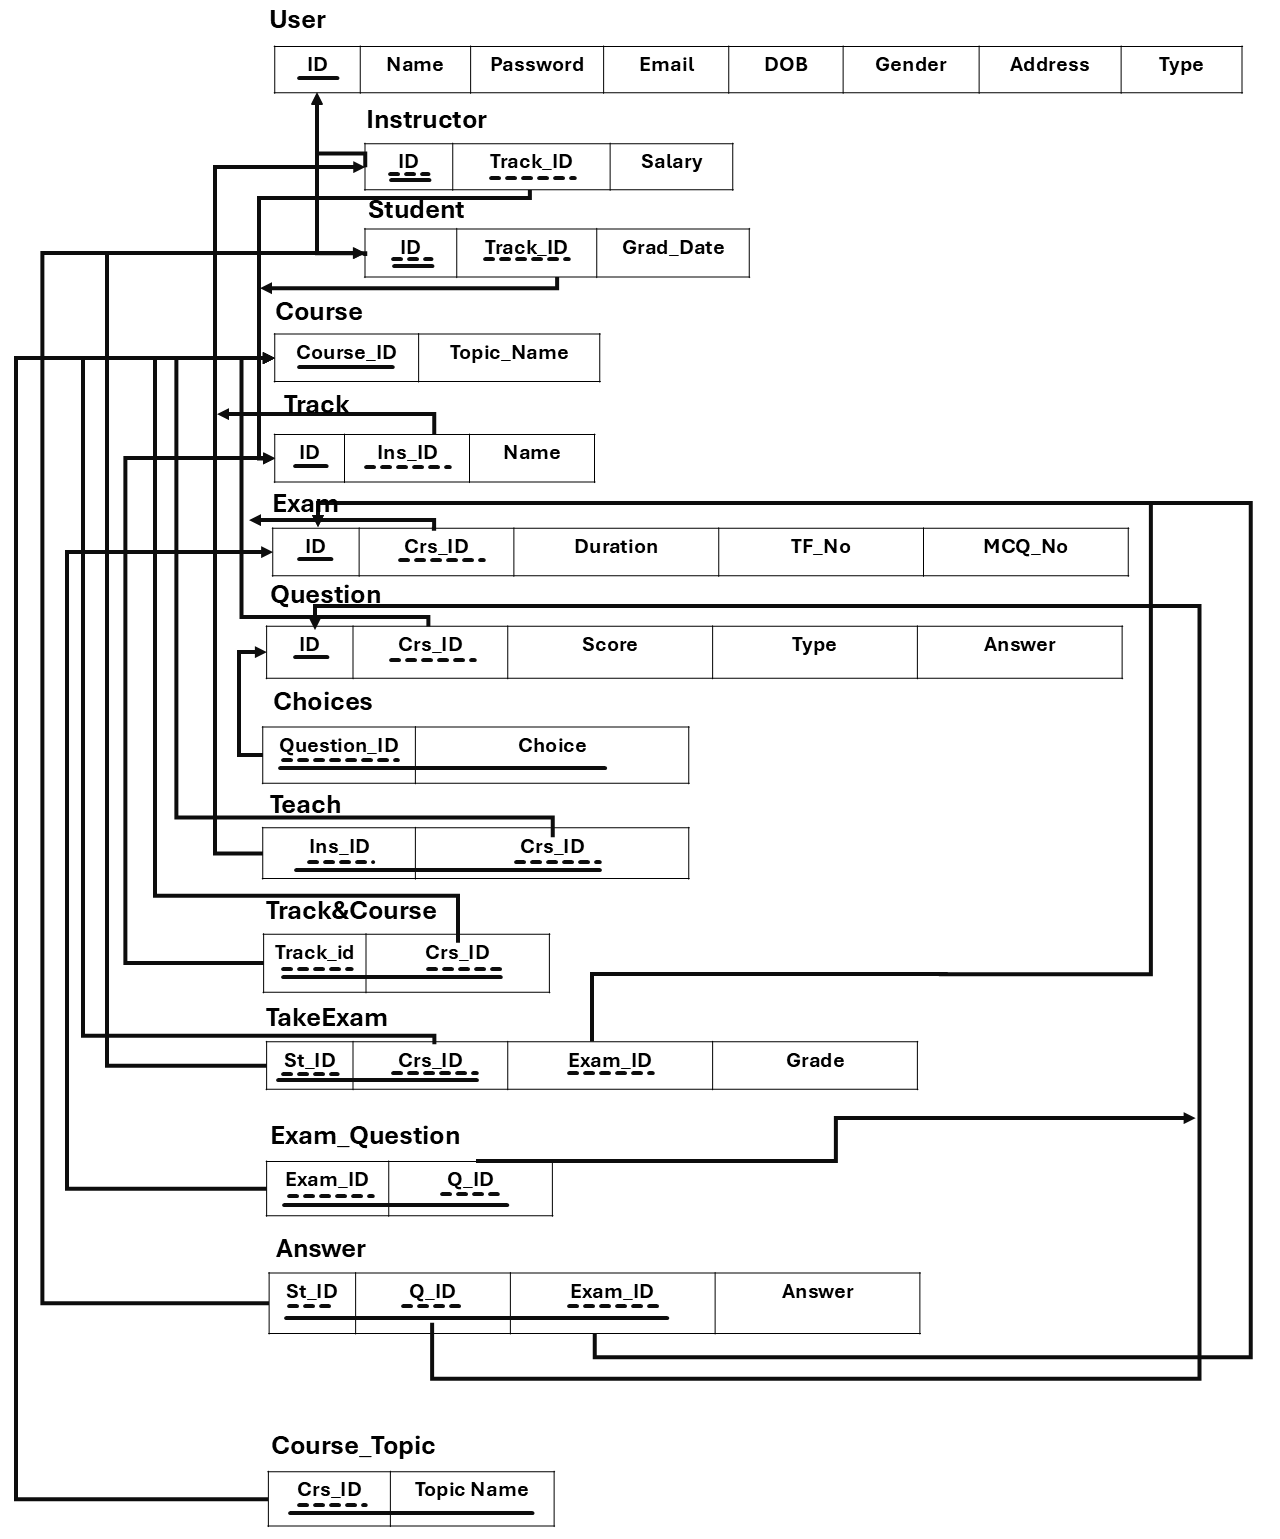 User
ID Name Password Email DOB Gender Address Type
Instructor
ID Track_ID Salary
Student
ID Track_ID Grad_Date
Course
Course_ID Topic_Name
Track
ID Ins_ID Name
Exam
ID Crs_ID Duration TF_No MCQ_No
Question
ID Crs_ID Score Type Answer
Choices
Question_ID Choice
Teach
Ins_ID Crs_ID
Track&Course
Track_id Crs_ID
TakeExam
St_ID Crs_ID Exam_ID Grade
Exam_Question
Exam_ID Q_ID
Answer
St_ID Q_ID Exam_ID Answer
Course_Topic
Crs_ID Topic Name